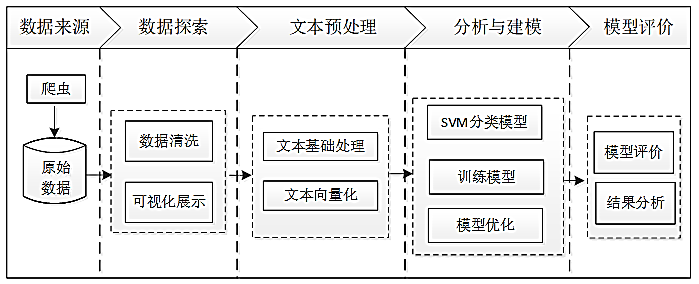 数据来源
数据探索
文本预处理
分析与建模
模型评价
爬虫
原始
数据
数据清洗
可视化展示
文本基础处理
文本向量化
SVM分类模型
训练模型
模型优化
模型评价
结果分析